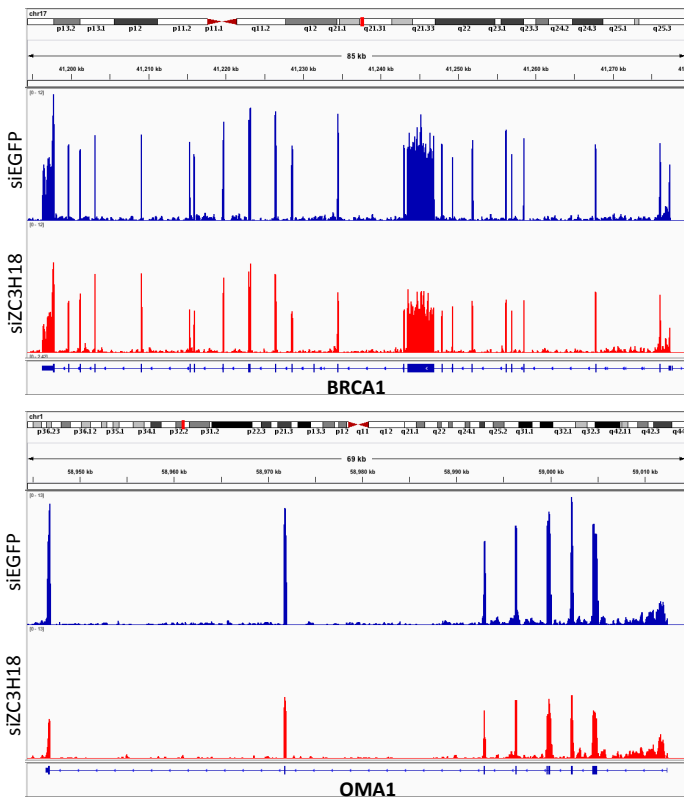 chr17
p13.2 p13.1 p12 p11.2 p11.1 q11.2 q12 q21.1 q21.31 q21.33 q22 q23.1 q23.3 q24.2 q24.3 q25.1 q25.3
85 kb
41,200 kb 41,210 kb 41,220 kb 41,230 kb 41,240 kb 41,250 kb 41,260 kb 41,270 kb
[0 - 12]
siEGFP
[0 - 12]
siZC3H18
BRCA1
chr1
p36.23 p36.12 p35.1 p34.1 p32.2 p31.2 p22.3 p21.3 p13.3 p12 q11 q12 q21.2 q22 q24.1 q25.2 q31.1 q32.1 q32.3 q42.11 q42.3 q44
69 kb
58,950 kb 58,960 kb 58,970 kb 58,980 kb 58,990 kb 59,000 kb 59,010 kb
[0 - 13]
siEGFP
[0 - 13]
siZC3H18
OMA1